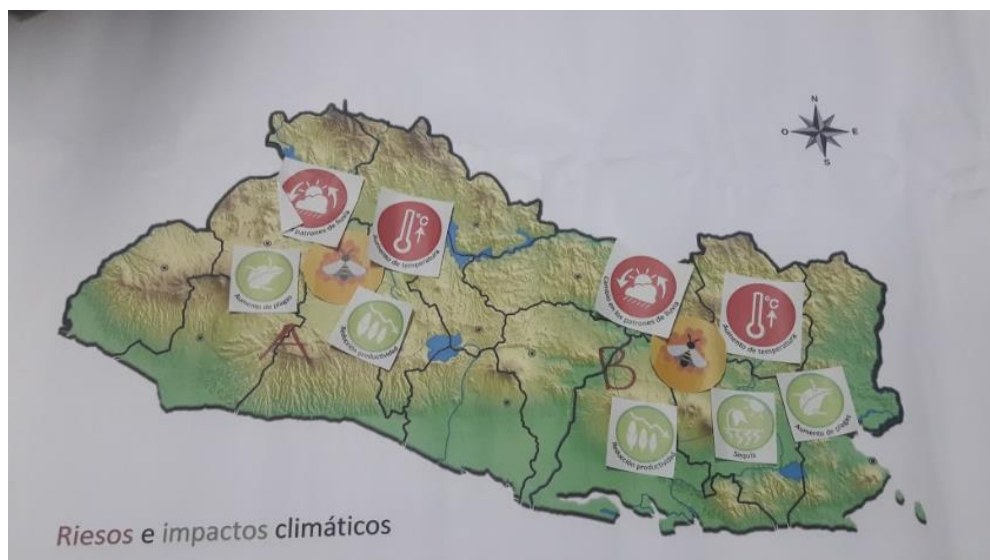 N
O
E
S
patrones de lluvia
Aumento de temperatura
Aumento de plagas
Reducción productividad
A
Cambio en los patrones de lluvia
Aumento de temperatura
B
Reducción productividad
Sequía
Aumento de plagas
°C
°C
Riesos e impactos climáticos